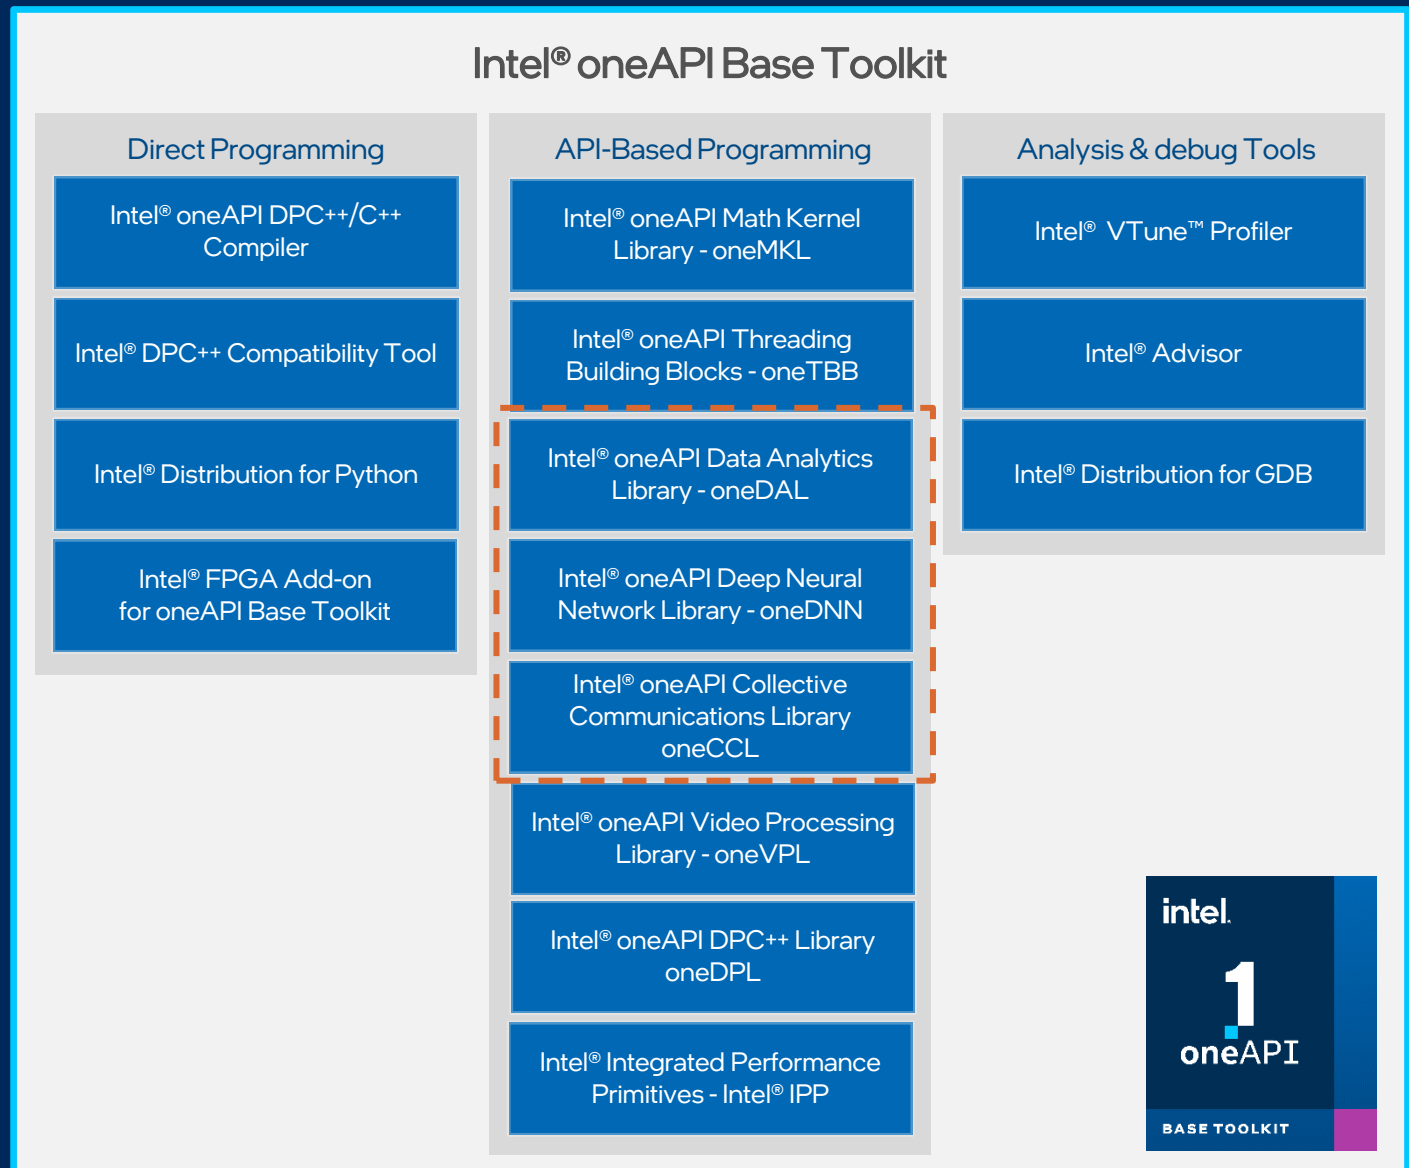 Intel® oneAPI Base Toolkit
Direct Programming
Intel® oneAPI DPC++/C++
Compiler
Intel® DPC++ Compatibility Tool
Intel® Distribution for Python
Intel® FPGA Add-on
for oneAPI Base Toolkit
API-Based Programming
Intel® oneAPI Math Kernel
Library - oneMKL
Intel® oneAPI Threading
Building Blocks - oneTBB
Intel® oneAPI Data Analytics
Library - oneDAL
Intel® oneAPI Deep Neural
Network Library - oneDNN
Intel® oneAPI Collective
Communications Library
oneCCL
Intel® oneAPI Video Processing
Library - oneVPL
Intel® oneAPI DPC++ Library
oneDPL
Intel® Integrated Performance
Primitives - Intel® IPP
Analysis & debug Tools
Intel® VTune™ Profiler
Intel® Advisor
Intel® Distribution for GDB
intel.
1
oneAPI
BASE TOOLKIT